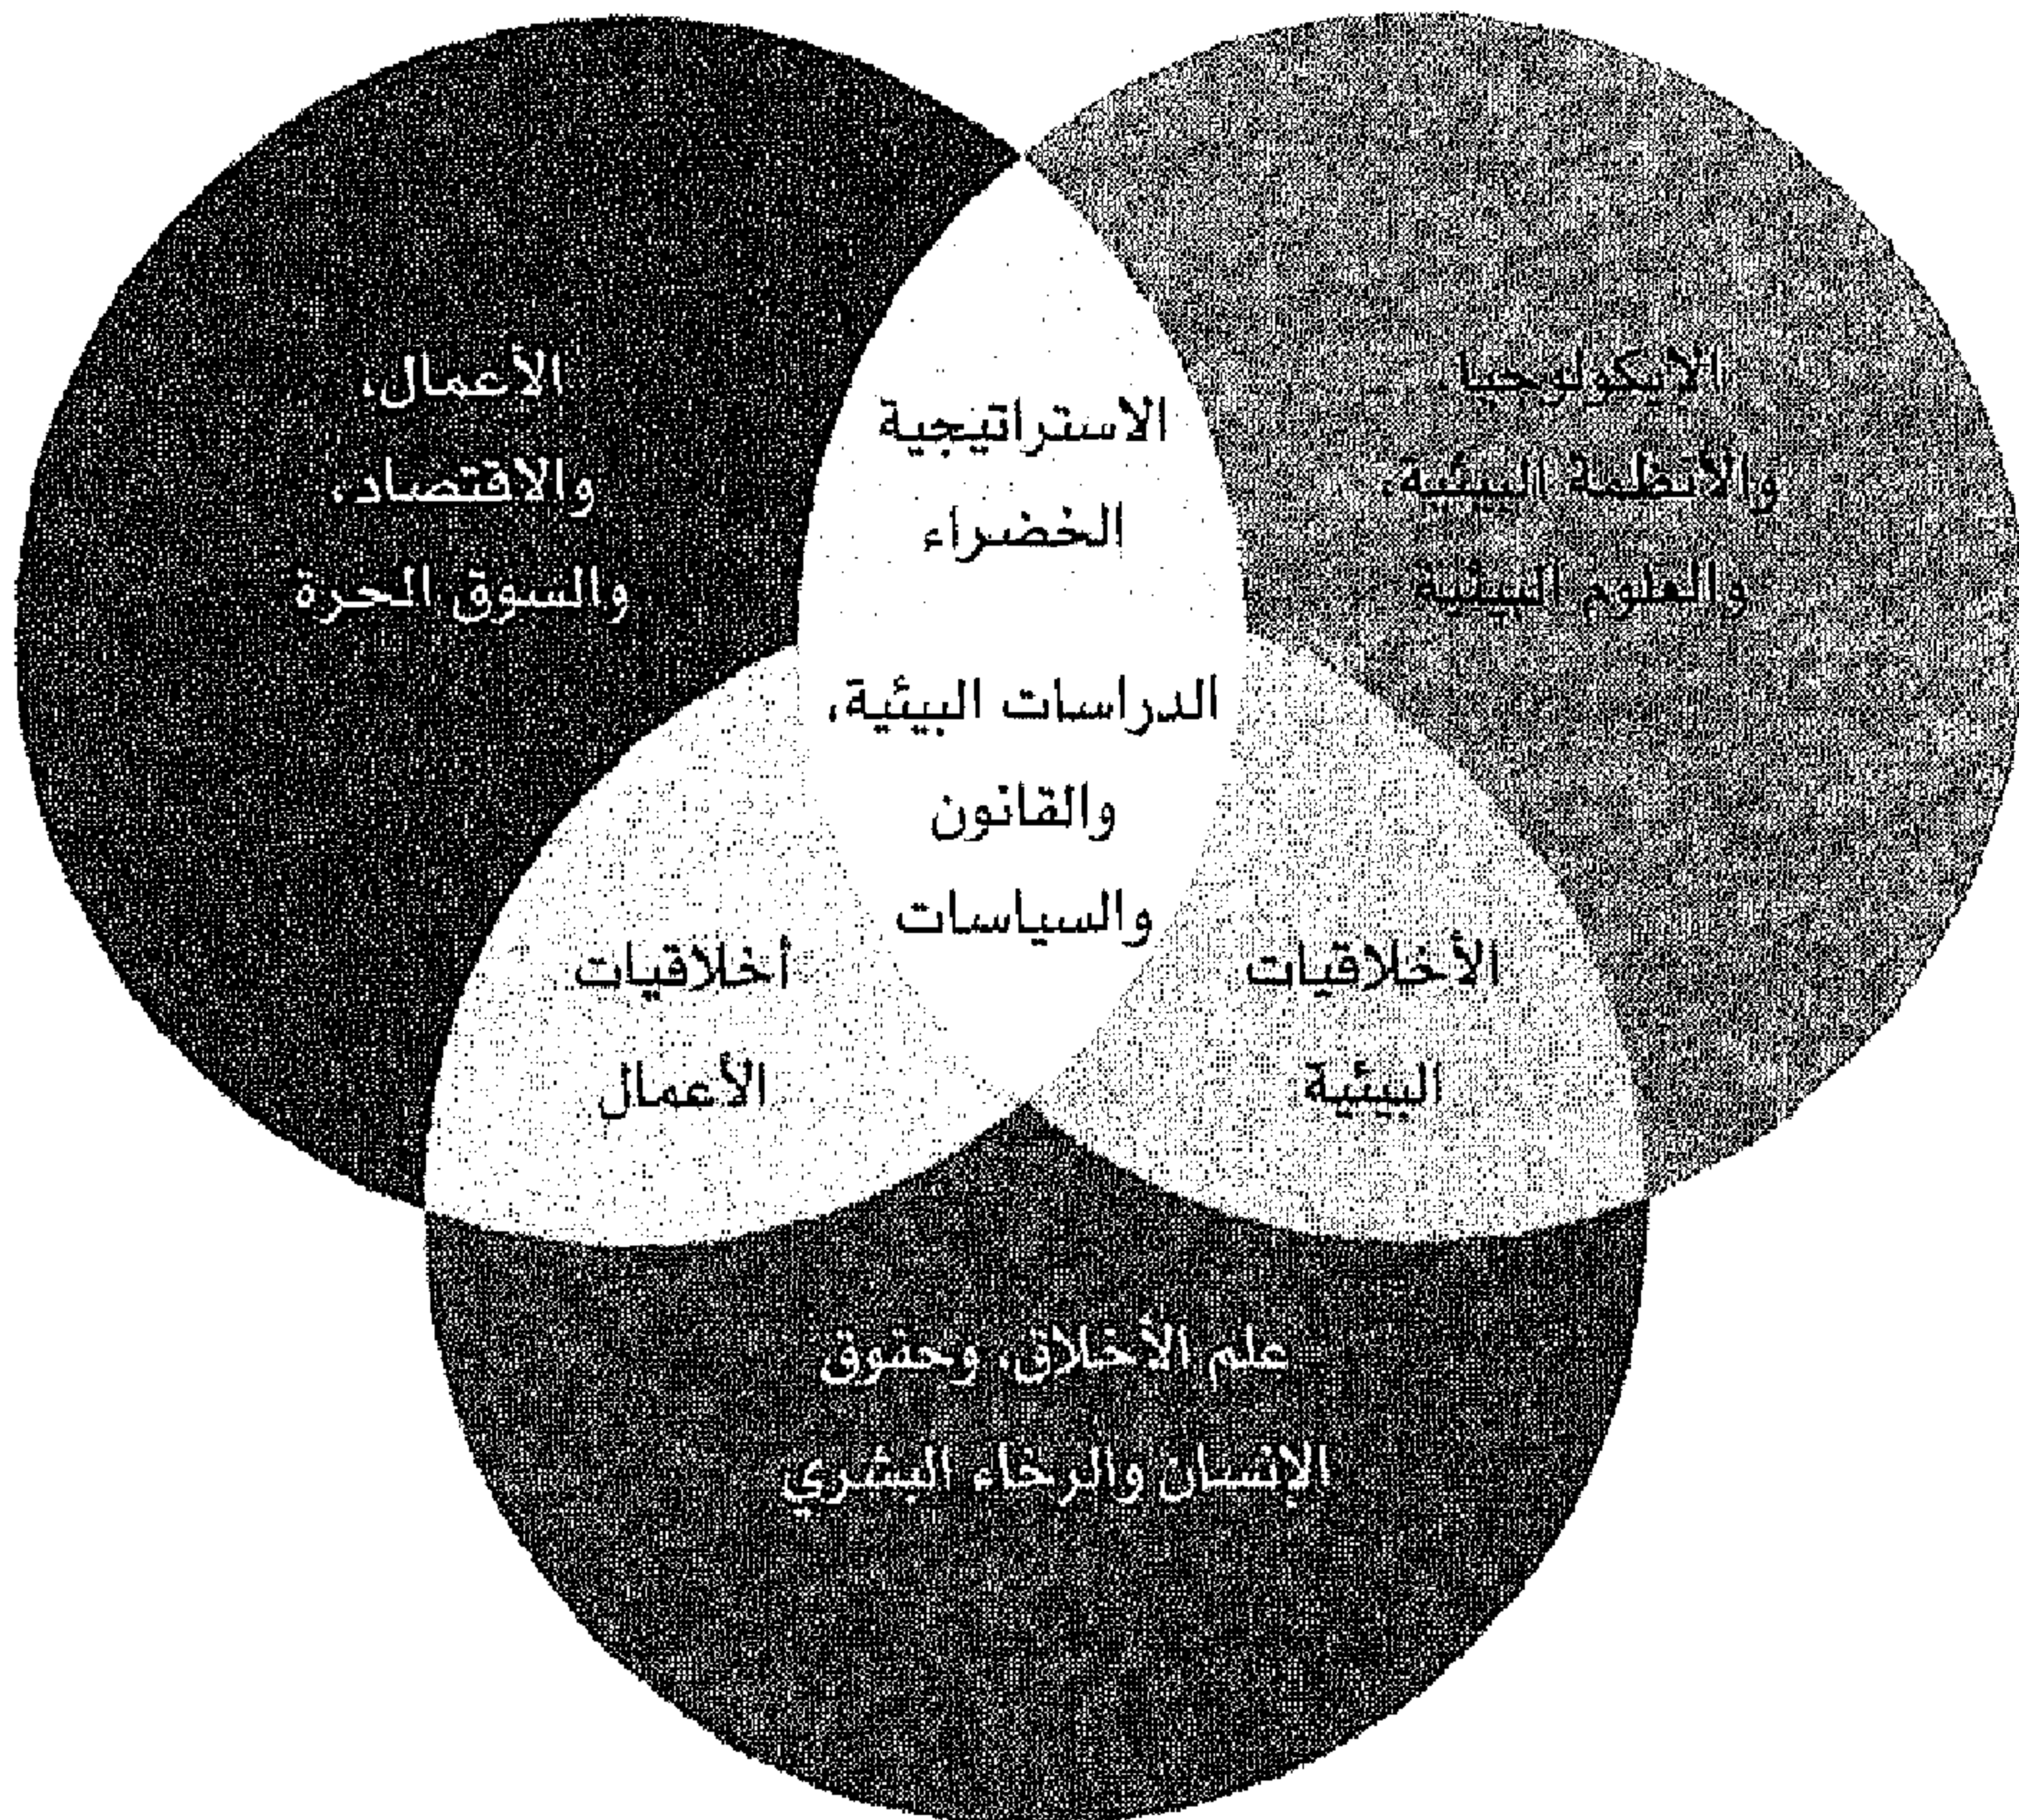 الأعمال،
والاقتصاد،
والسوق الحرة
الاستراتيجية
الخضراء
الايكولوجيا،
والأنظمة البيئية،
والعلوم البيئية
الدراسات البيئية،
والقانون
والسياسات
أخلاقيات
الأعمال
الأخلاقيات
البيئية
علم الأخلاق، وحقوق
الإنسان والرخاء البشري